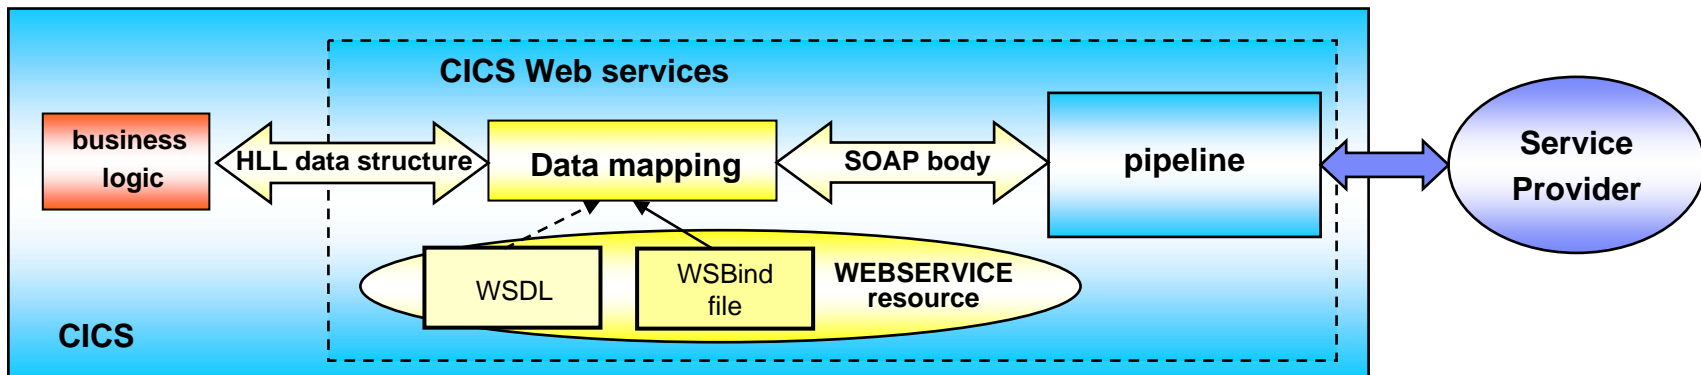 CICS Web services
business
logic
HLL data structure
Data mapping
SOAP body
pipeline
Service
Provider
WSDL
WSBind
file
WEBSERVICE
resource
CICS